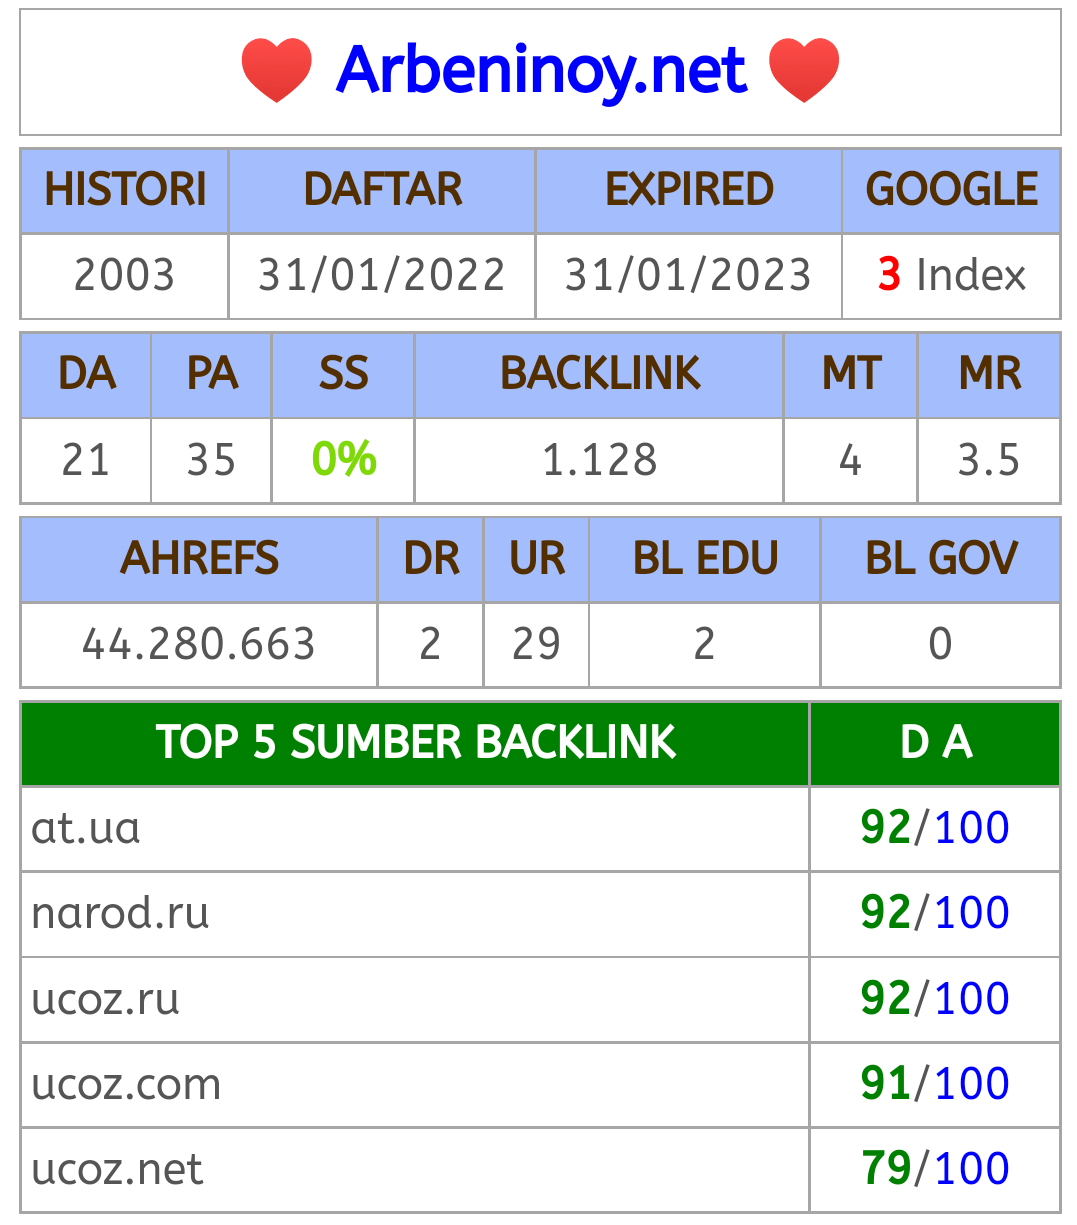 Arbeninoy.net
HISTORI DAFTAR EXPIRED GOOGLE
2003 31/01/2022 31/01/2023 3 Index
DA PA SS BACKLINK MT MR
21 35 0% 1.128 4 3.5
AHREFS DR UR BL EDU BL GOV
44.280.663 2 29 2 0
TOP 5 SUMBER BACKLINK D A
at.ua 92/100
narod.ru 92/100
ucoz.ru 92/100
ucoz.com 91/100
ucoz.net 79/100